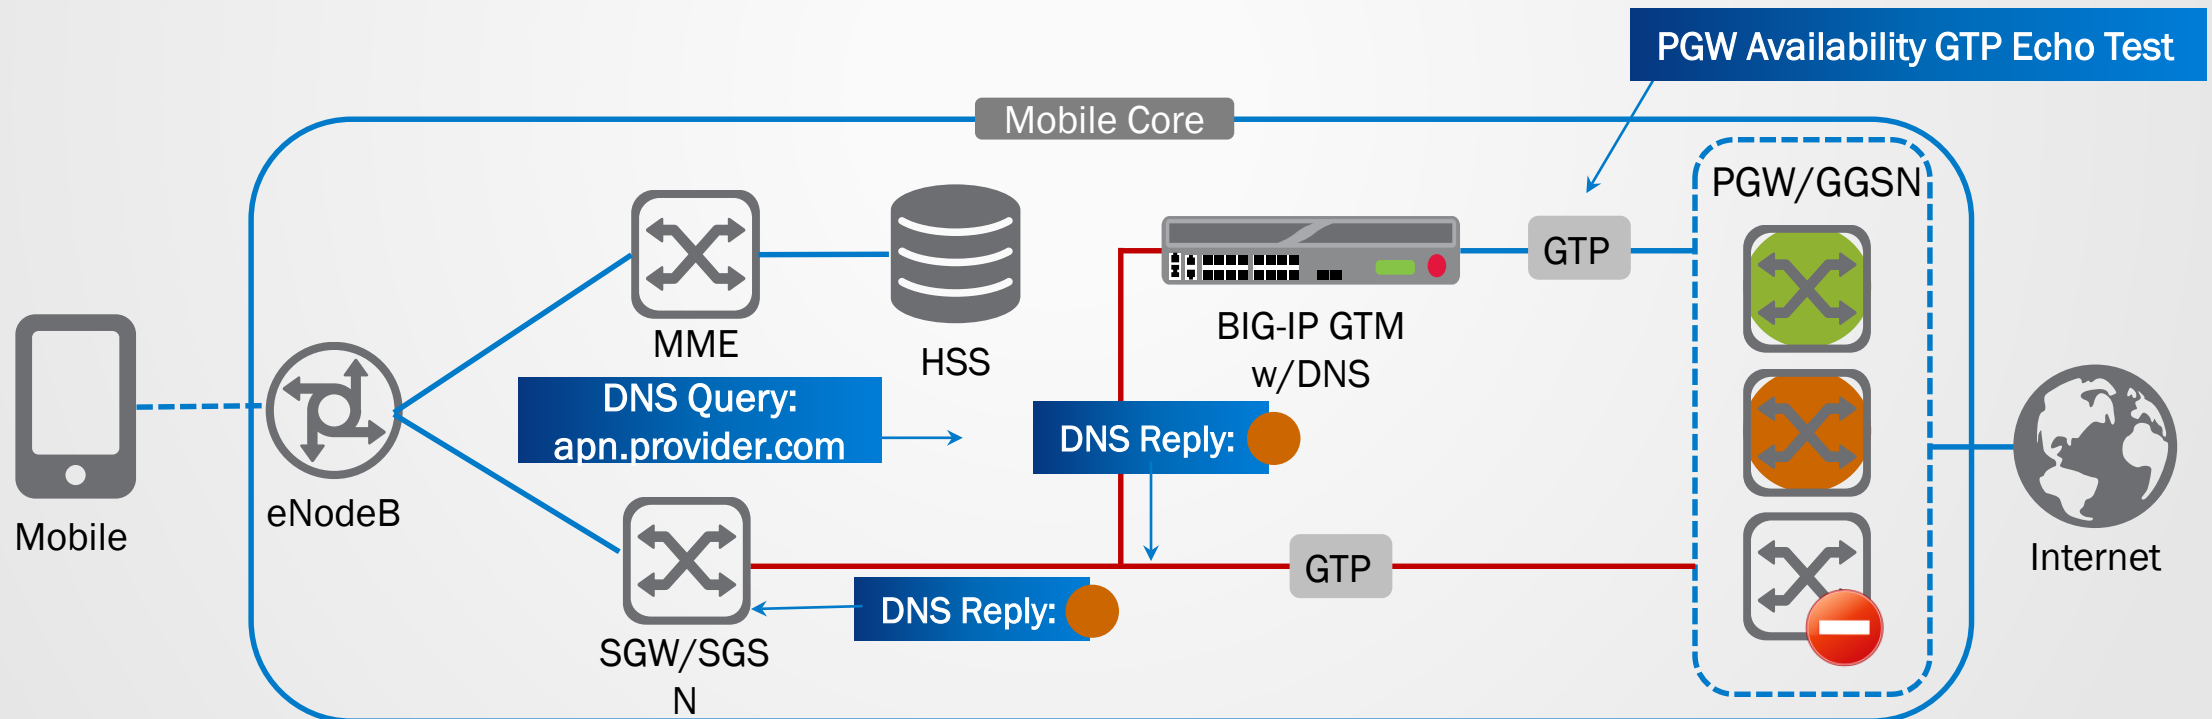 PGW Availability GTP Echo Test
Mobile Core
PGW/GGSN
GTP
MME
HSS
BIG-IP GTM
w/DNS
DNS Query:
apn.provider.com
DNS Reply:
eNodeB
Mobile
GTP
Internet
DNS Reply:
SGW/SGS
N